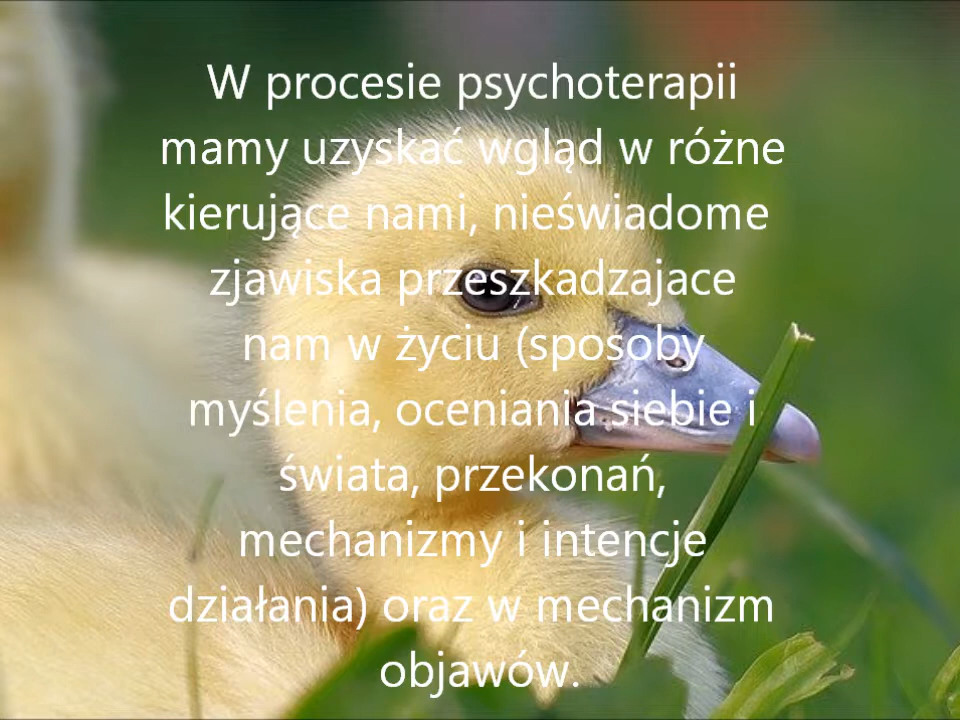 W procesie psychoterapii
mamy uzyskać wgląd w różne
kierujące nami, nieświadome
zjawiska przeszkadzajace
nam w życiu (sposoby
myślenia, oceniania siebie i
świata, przekonań,
mechanizmy i intencje
działania) oraz w mechanizm
objawów.